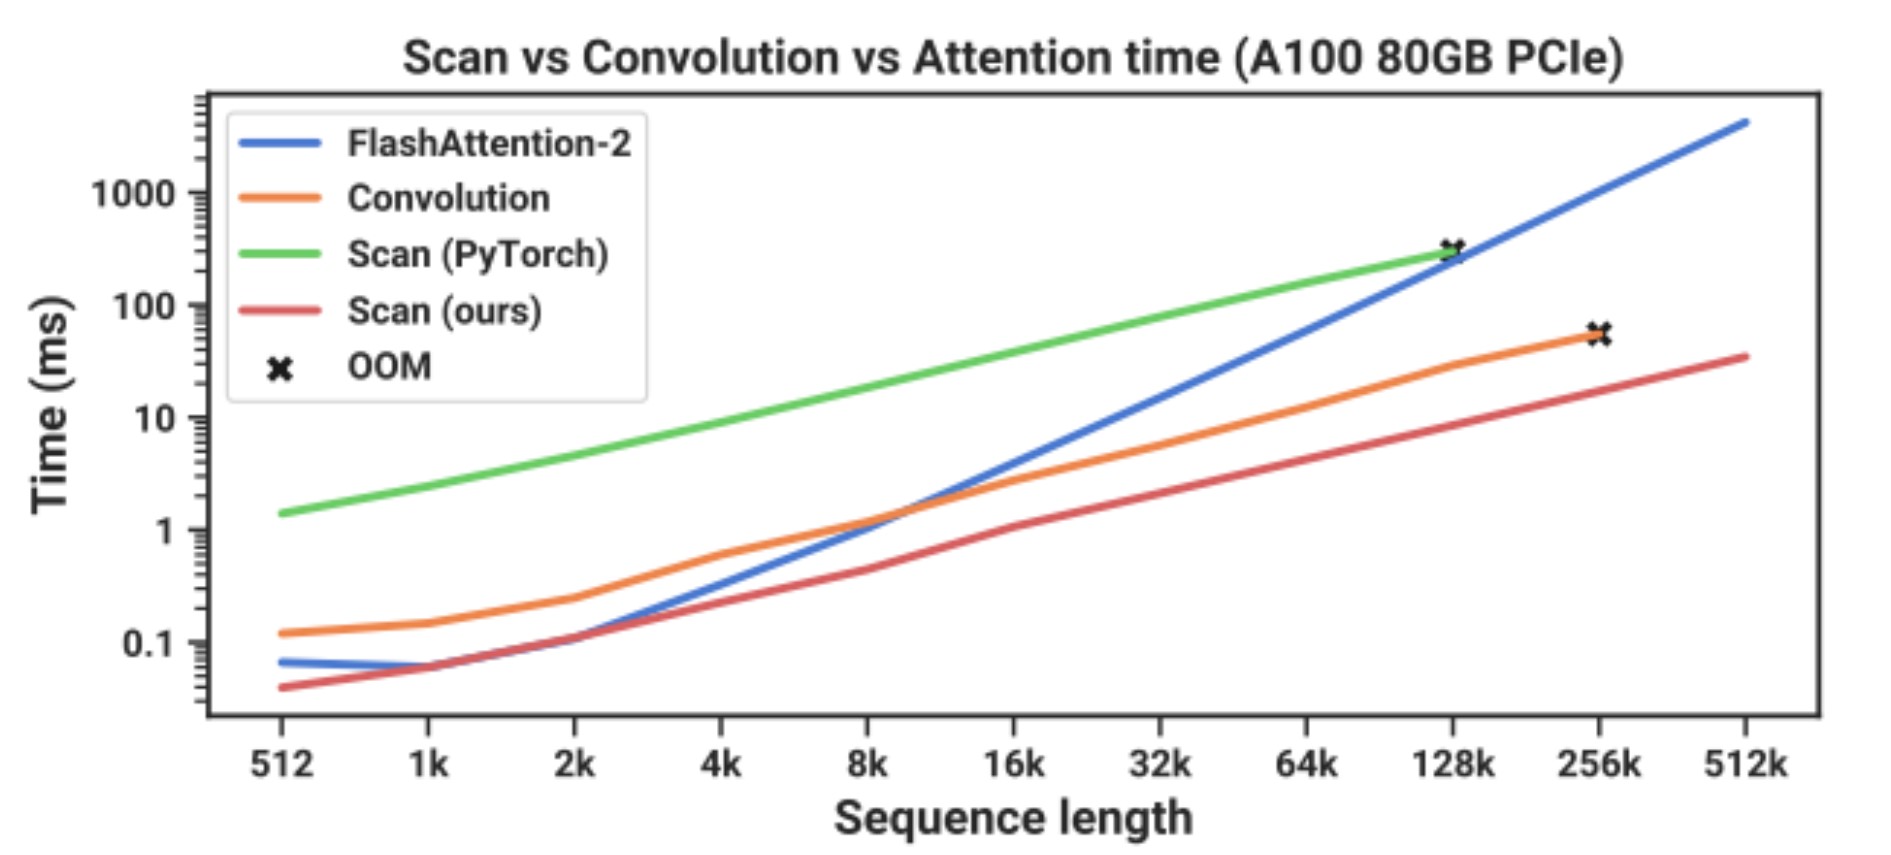 Scan vs Convolution vs Attention time (A100 80GB PCIe)
FlashAttention-2
Convolution
Scan (PyTorch)
Scan (ours)
OOM
Time (ms)
1000
100
10
1
0.1
512 1k 2k 4k 8k 16k 32k 64k 128k 256k 512k
Sequence length